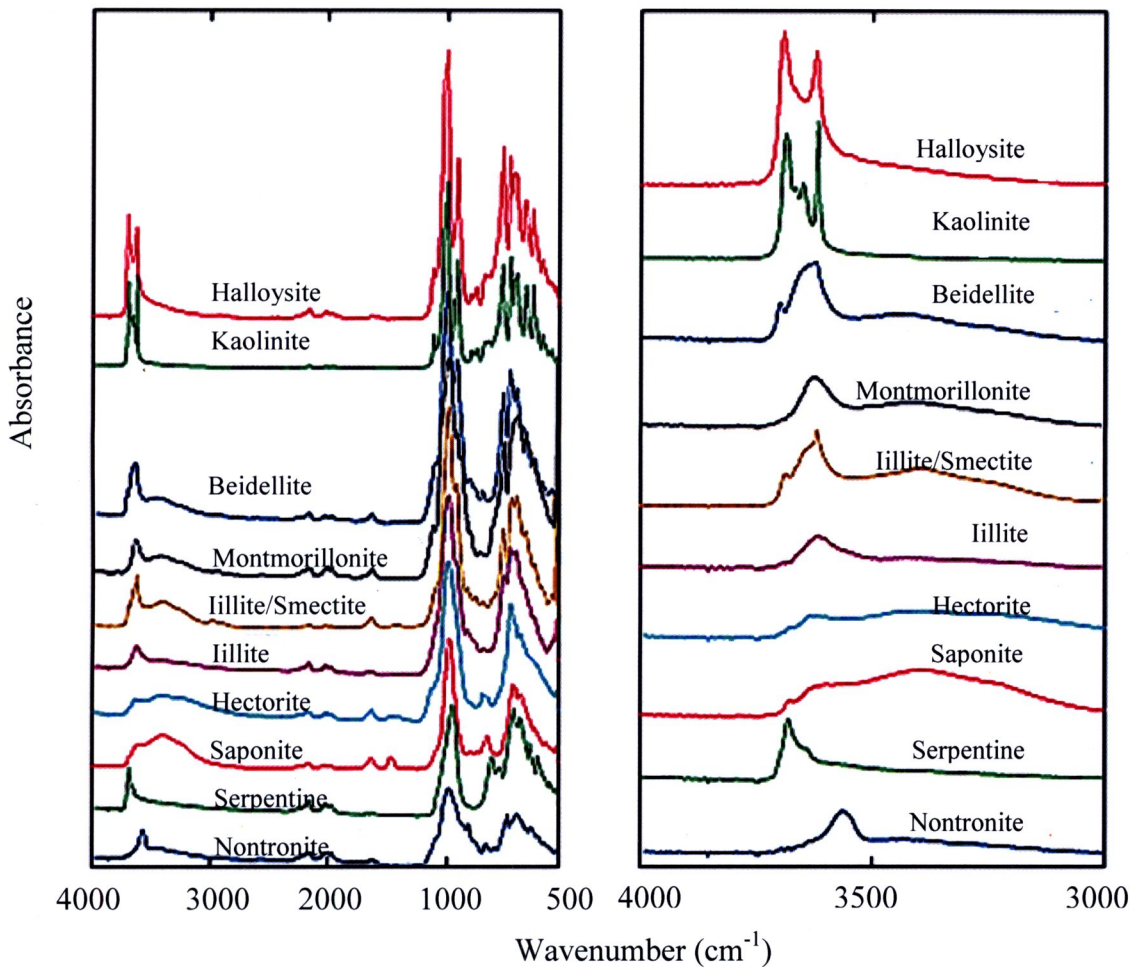 Absorbance
Halloysite
Kaolinite
Beidellite
Montmorillonite
Iillite/Smectite
Iillite
Hectorite
Saponite
Serpentine
Nontronite
4000 3000 2000 1000 500
Halloysite
Kaolinite
Beidellite
Montmorillonite
Iillite/Smectite
Iillite
Hectorite
Saponite
Serpentine
Nontronite
4000 3500 3000
Wavenumber (cm⁻¹)